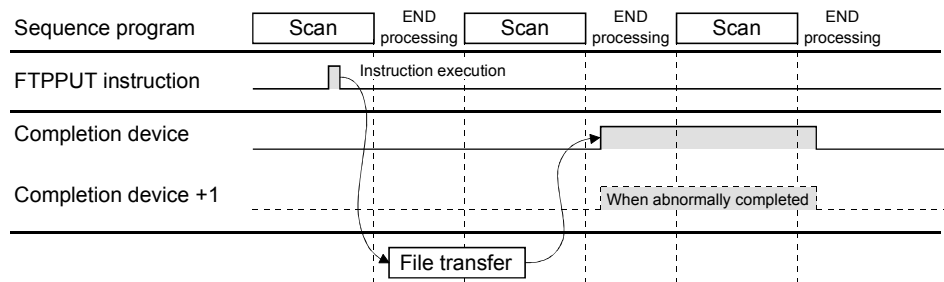 Sequence program
Scan
END
processing
Scan
END
processing
Scan
END
processing
FTPPUT instruction
Instruction execution
Completion device
Completion device +1
When abnormally completed
File transfer